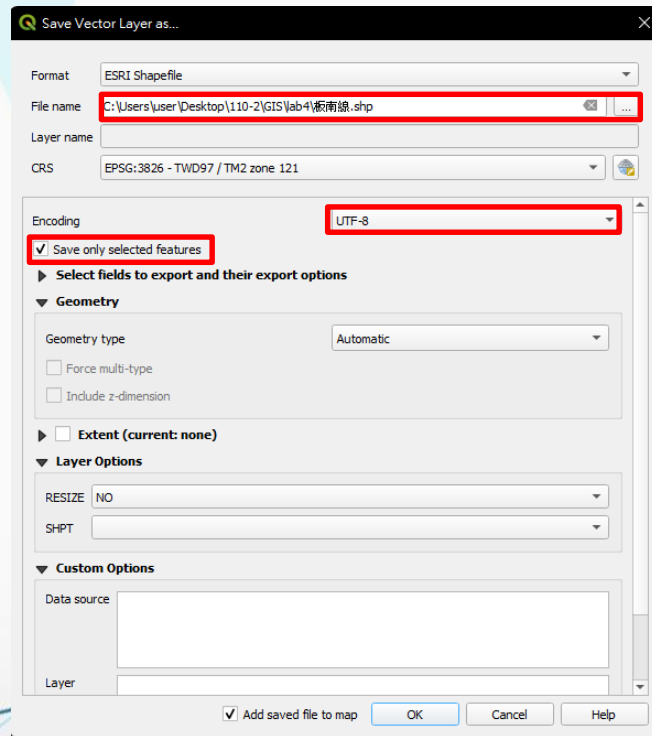 Save Vector Layer as...
Format ESRI Shapefile
File name C:\Users\user\Desktop\110-2\GIS\lab4\板南線.shp ...
Layer name
CRS EPSG:3826 - TWD97 / TM2 zone 121
Encoding UTF-8
Save only selected features
Select fields to export and their export options
Geometry
Geometry type Automatic
Force multi-type
Include z-dimension
Extent (current: none)
Layer Options
RESIZE NO
SHPT
Custom Options
Data source
Layer
Add saved file to map OK Cancel Help